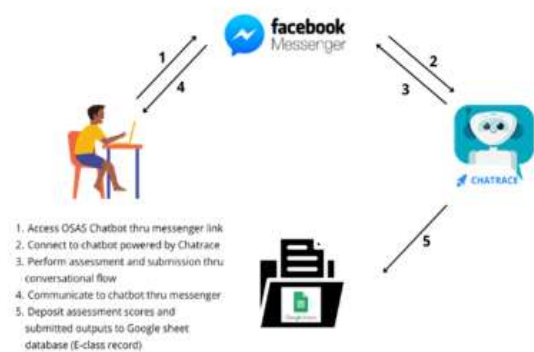 facebook
Messenger
1
4
2
3
CHATRACE
5
1. Access OSAS Chatbot thru messenger link
2. Connect to chatbot powered by Chatrace
3. Perform assessment and submission thru
conversational flow
4. Communicate to chatbot thru messenger
5. Deposit assessment scores and
submitted outputs to Google sheet
database (E-class record)